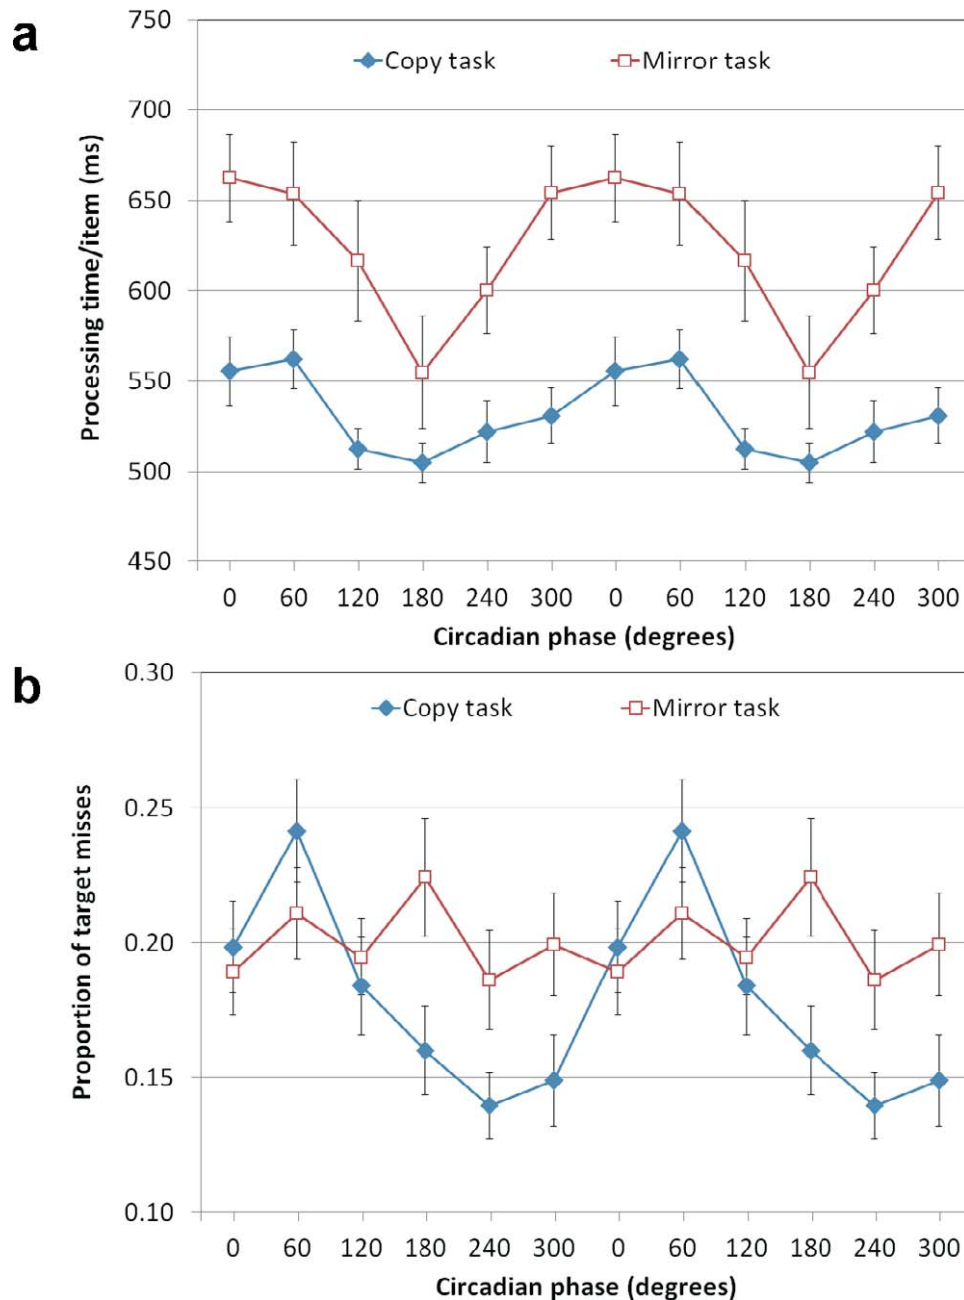 a
750
Copy task Mirror task
700
650
600
550
500
450
Processing time/item (ms)
0 60 120 180 240 300 0 60 120 180 240 300
Circadian phase (degrees)
b
0.30
Copy task Mirror task
0.25
0.20
0.15
0.10
Proportion of target misses
0 60 120 180 240 300 0 60 120 180 240 300
Circadian phase (degrees)